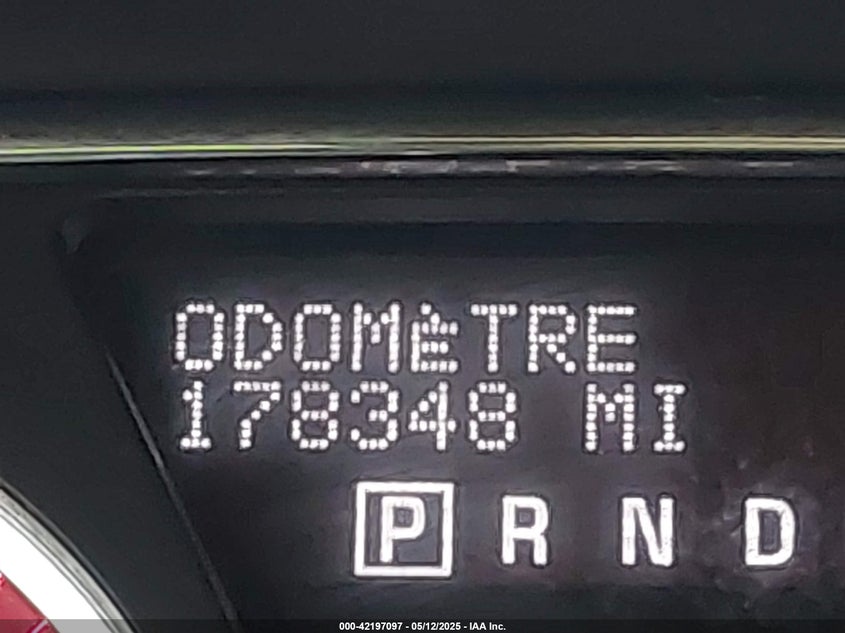 ODOMèTRE
178348 MI
P R N D
000-42197097 - 05/12/2025 - IAA Inc.